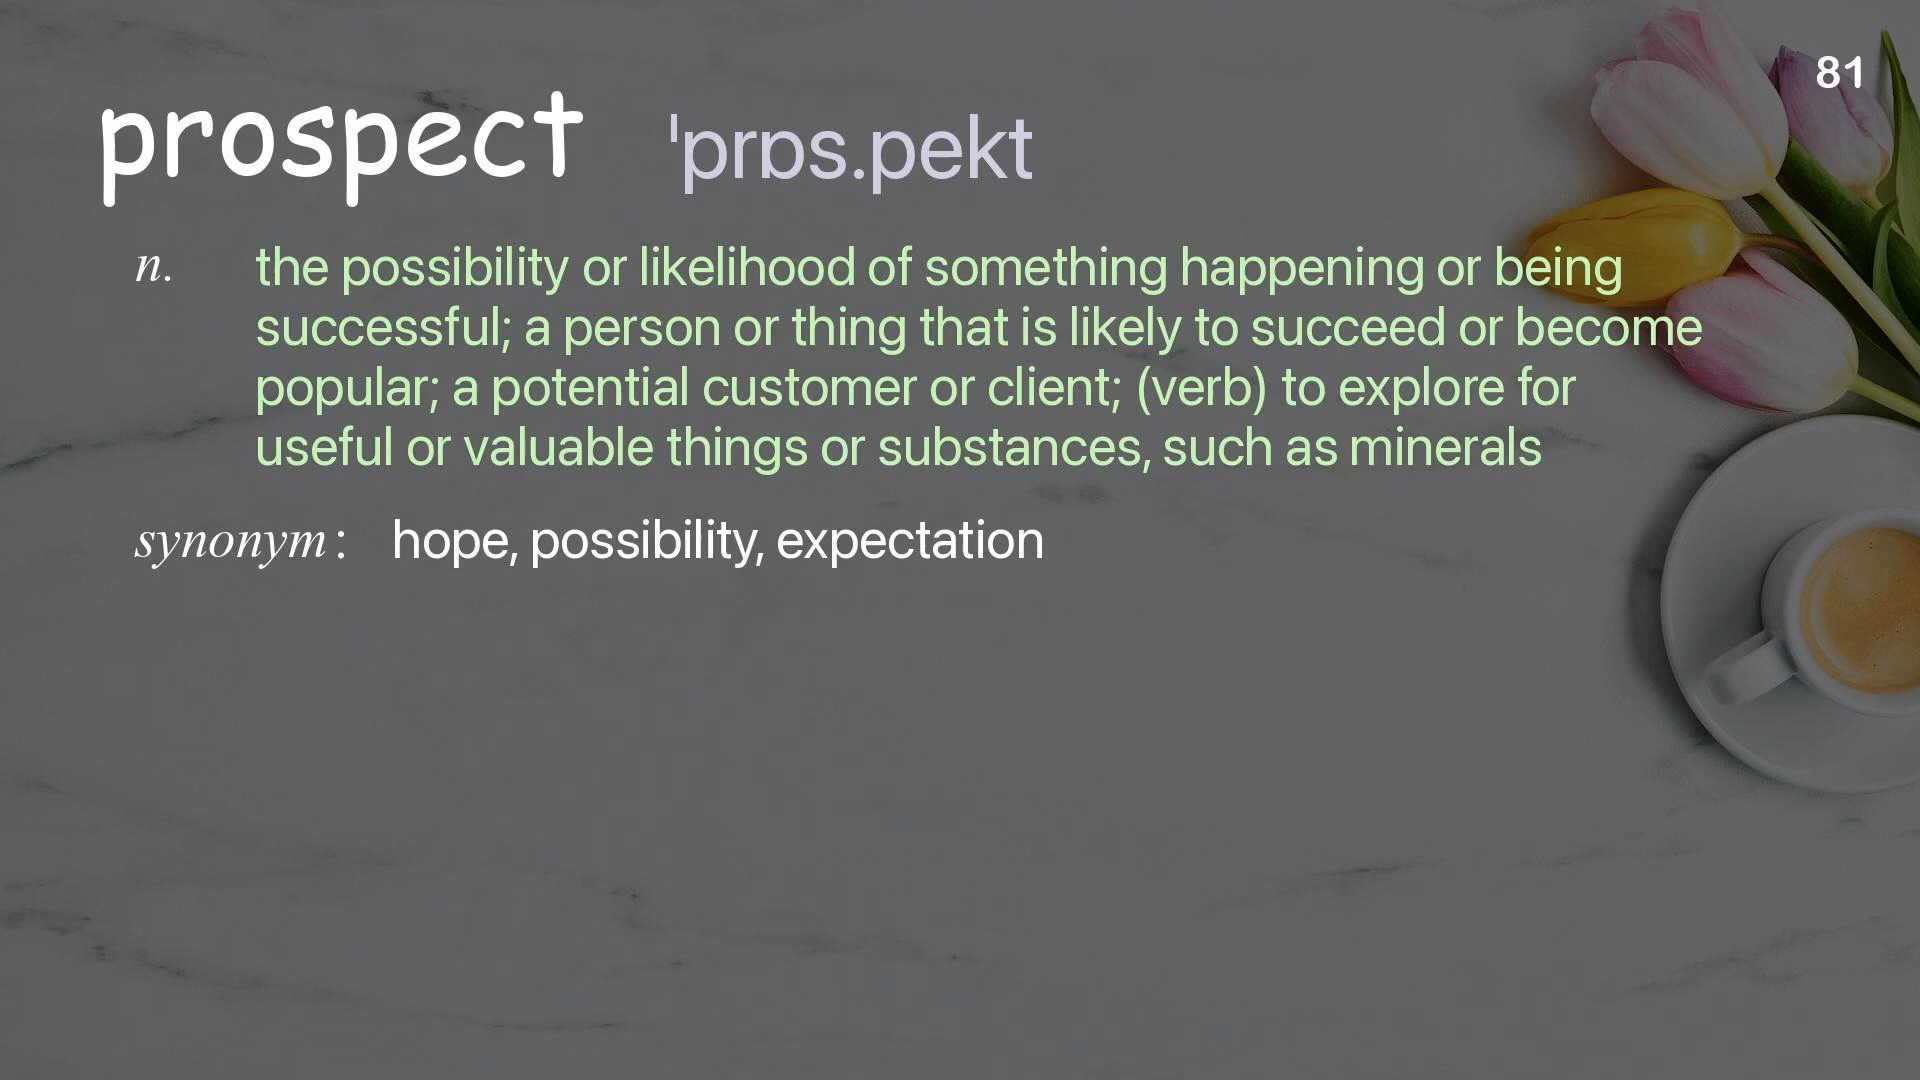 81
prospect ˈprɒs.pekt
n. the possibility or likelihood of something happening or being
successful; a person or thing that is likely to succeed or become
popular; a potential customer or client; (verb) to explore for
useful or valuable things or substances, such as minerals
synonym: hope, possibility, expectation